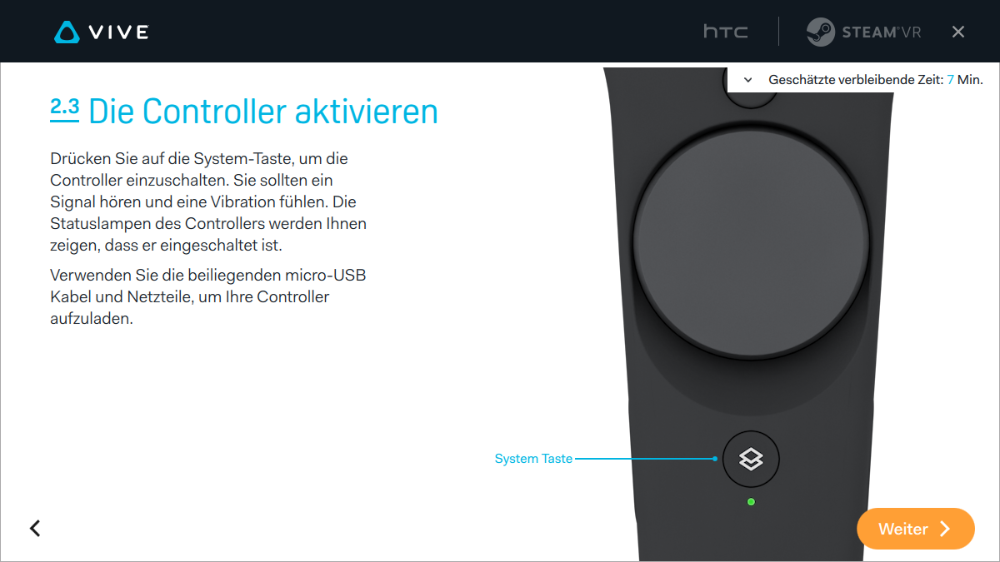 VIVE
hTC
STEAM®VR
Geschätzte verbleibende Zeit: 7 Min.
2.3 Die Controller aktivieren
Drücken Sie auf die System-Taste, um die
Controller einzuschalten. Sie sollten ein
Signal hören und eine Vibration fühlen. Die
Statuslampen des Controllers werden Ihnen
zeigen, dass er eingeschaltet ist.
Verwenden Sie die beiliegenden micro-USB
Kabel und Netzteile, um Ihre Controller
aufzuladen.
System Taste
Weiter